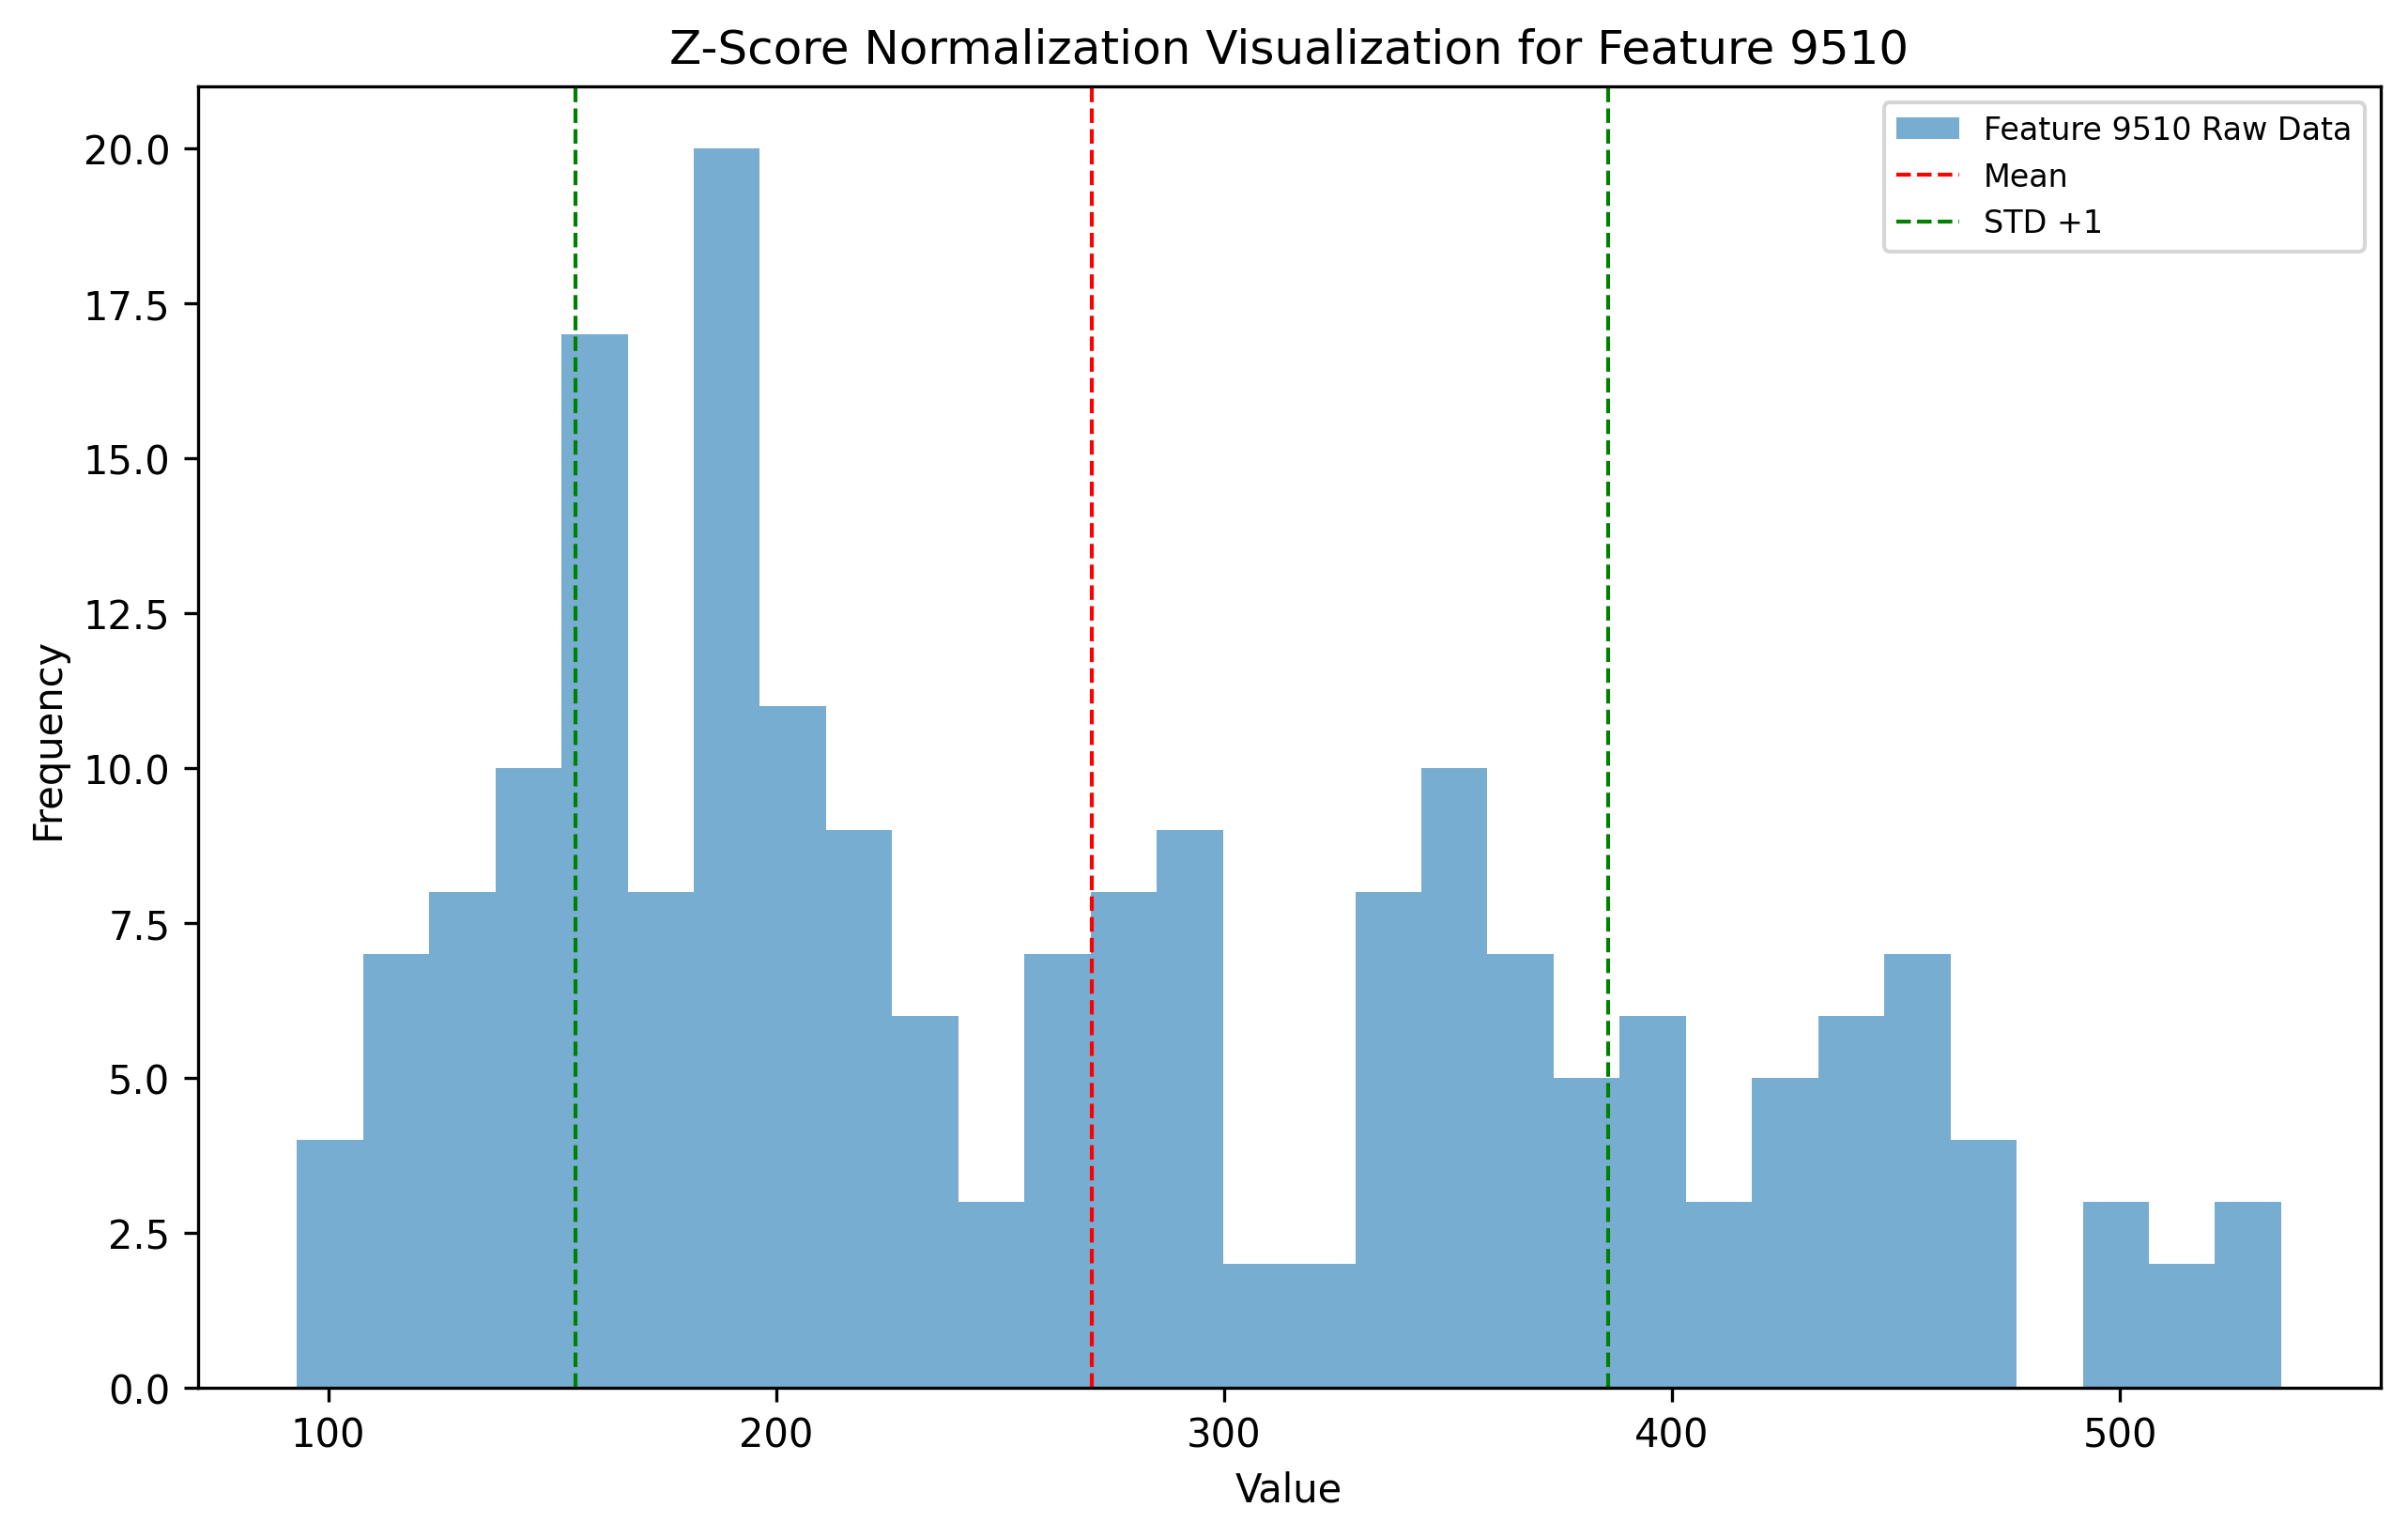 Z-Score Normalization Visualization for Feature 9510
Feature 9510 Raw Data
Mean
STD +1
Frequency
20.0
17.5
15.0
12.5
10.0
7.5
5.0
2.5
0.0
100 200 300 400 500
Value